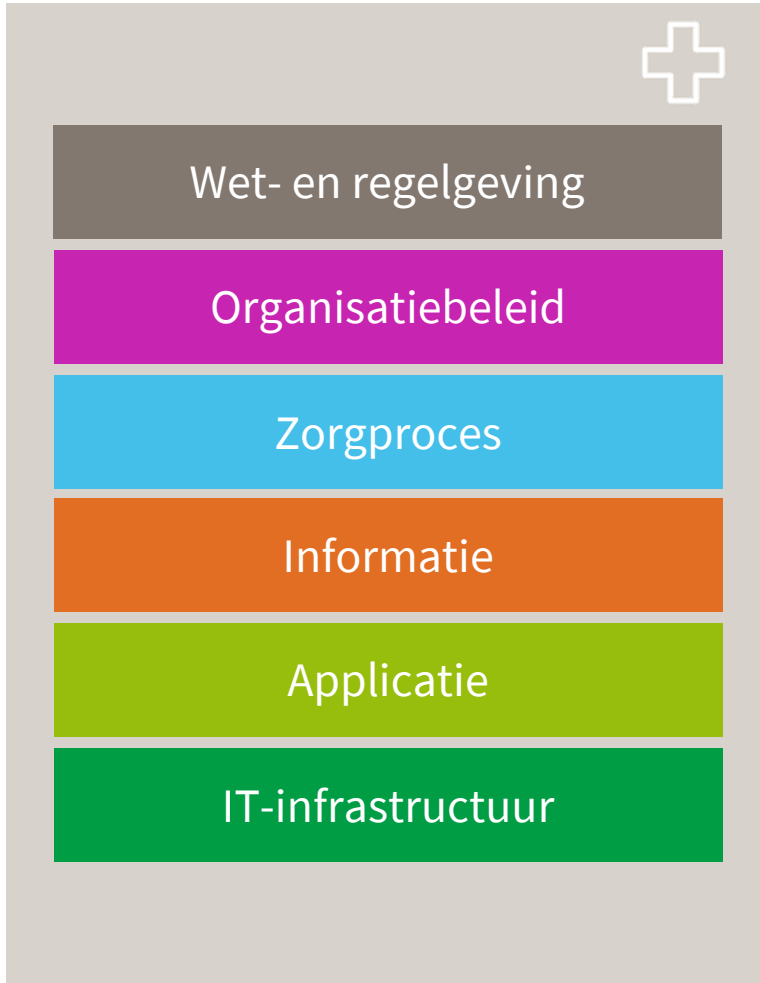 Wet- en regelgeving
Organisatiebeleid
Zorgproces
Informatie
Applicatie
IT-infrastructuur